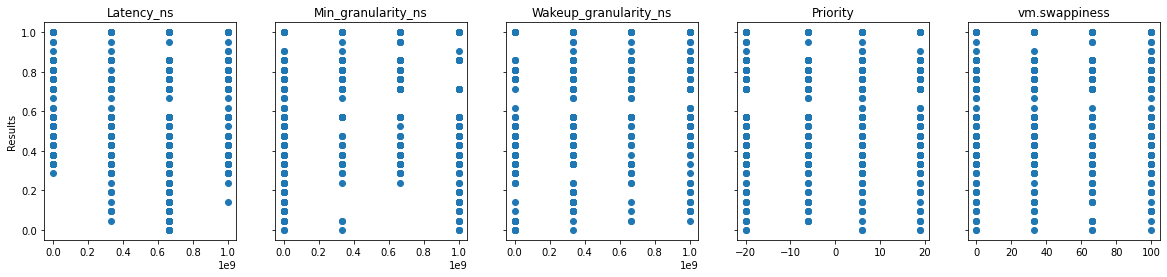 Latency_ns Min_granularity_ns Wakeup_granularity_ns Priority vm.swappiness
1.0
0.8
0.6
0.4
0.2
0.0
Results
0.0 0.2 0.4 0.6 0.8 1.0
1e9
0.0 0.2 0.4 0.6 0.8 1.0
1e9
0.0 0.2 0.4 0.6 0.8 1.0
1e9
−20 −10 0 10 20
0 20 40 60 80 100